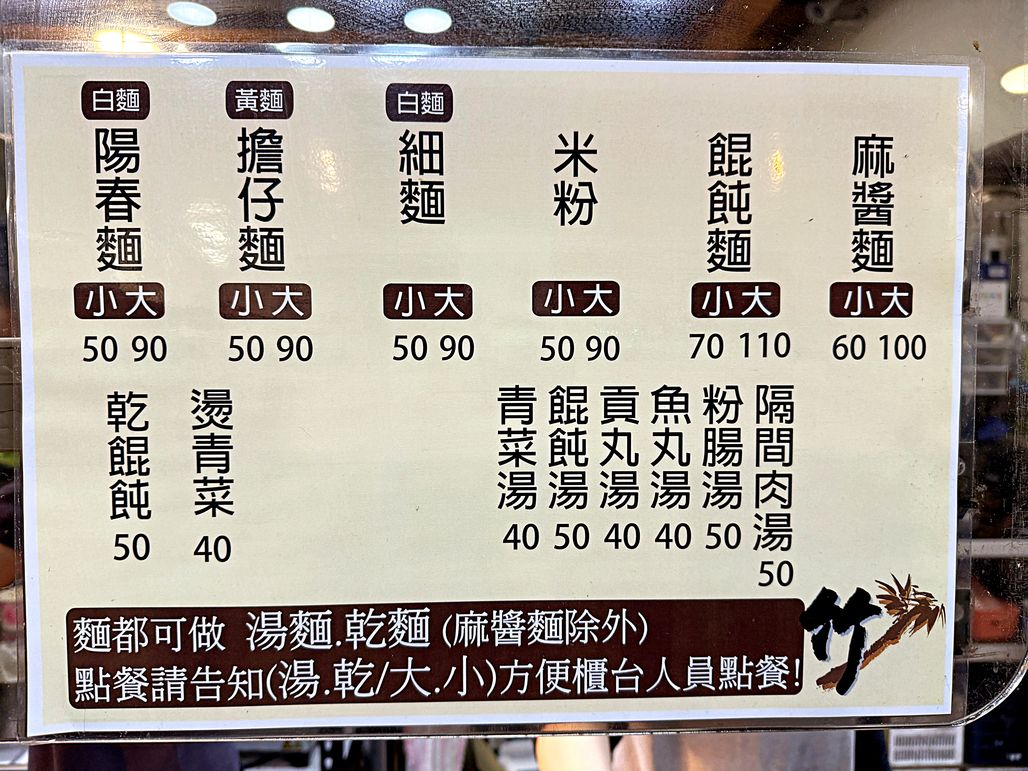 白麵
陽春麵
小 大
50 90
黃麵
擔仔麵
小 大
50 90
白麵
細麵
小 大
50 90
米粉
小 大
50 90
餛飩麵
小 大
70 110
麻醬麵
小 大
60 100
乾餛飩
50
燙青菜
40
青菜湯
40
餛飩湯
50
貢丸湯
40
魚丸湯
40
粉腸湯
50
隔間肉湯
50
麵都可做 湯麵.乾麵 (麻醬麵除外)
點餐請告知(湯.乾/大.小)方便櫃台人員點餐!
竹